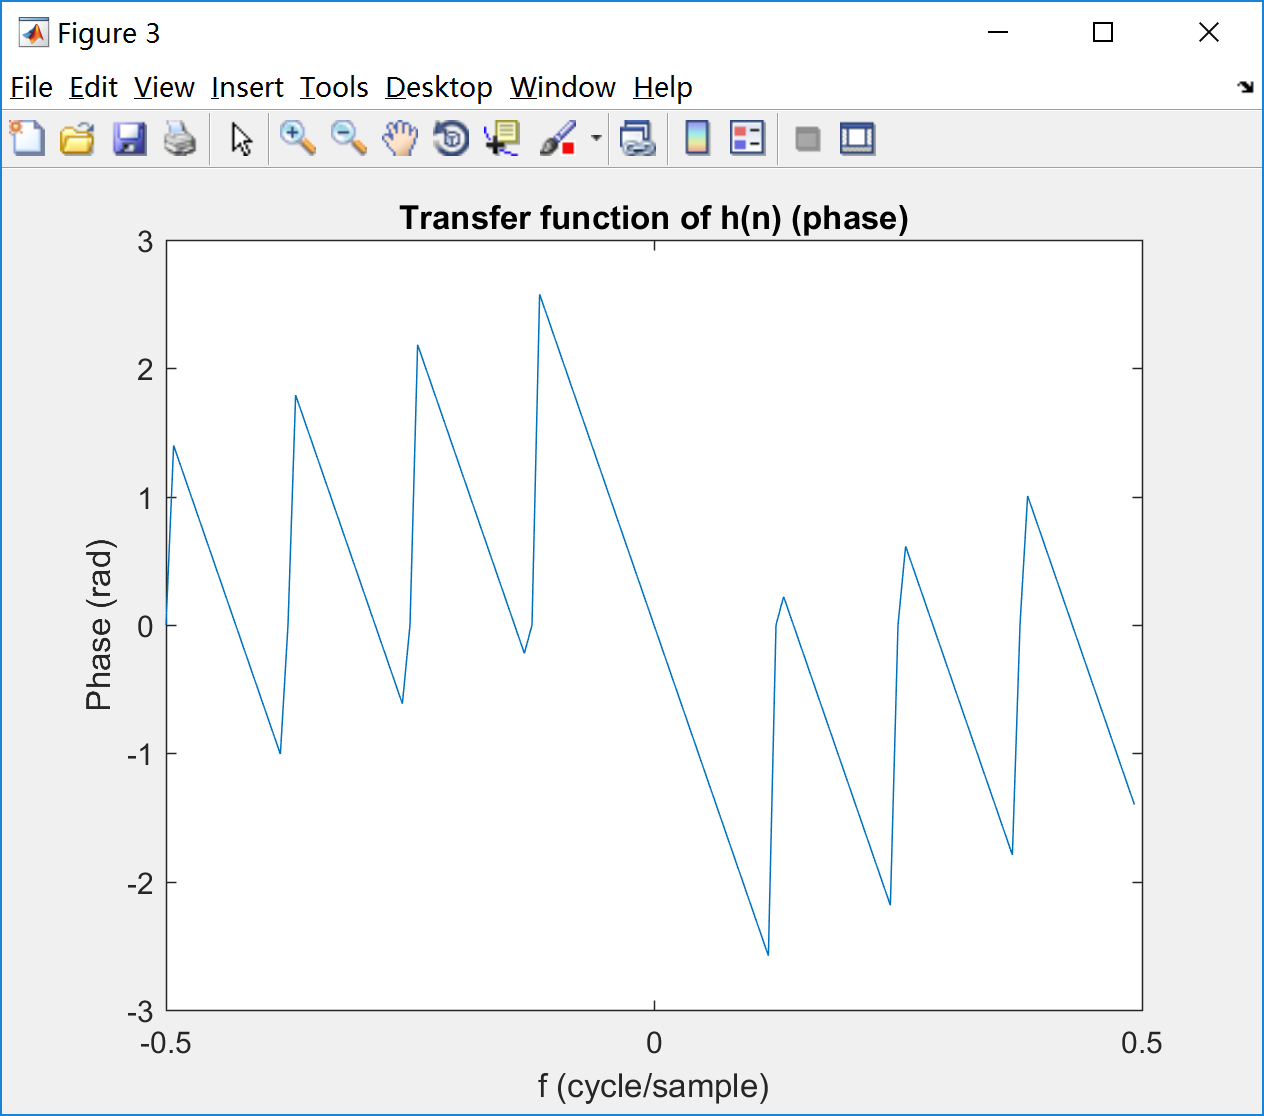 Figure 3
File Edit View Insert Tools Desktop Window Help
Transfer function of h(n) (phase)
3
2
1
0
-1
-2
-3
Phase (rad)
-0.5 0 0.5
f (cycle/sample)